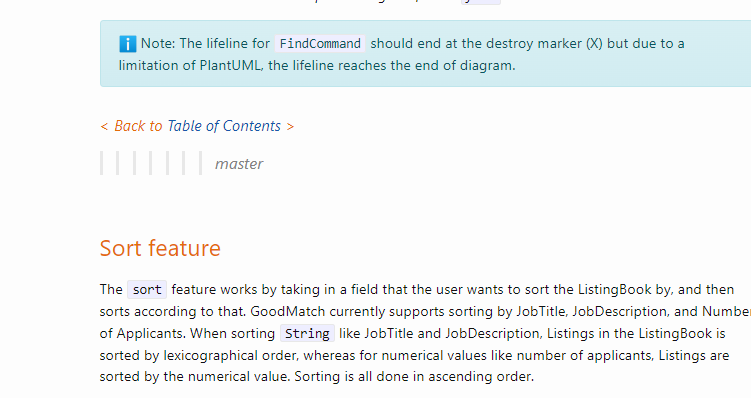 Note: The lifeline for FindCommand should end at the destroy marker (X) but due to a
limitation of PlantUML, the lifeline reaches the end of diagram.
< Back to Table of Contents >
master
Sort feature
The sort feature works by taking in a field that the user wants to sort the ListingBook by, and then
sorts according to that. GoodMatch currently supports sorting by JobTitle, JobDescription, and Number
of Applicants. When sorting String like JobTitle and JobDescription, Listings in the ListingBook is
sorted by lexicographical order, whereas for numerical values like number of applicants, Listings are
sorted by the numerical value. Sorting is all done in ascending order.